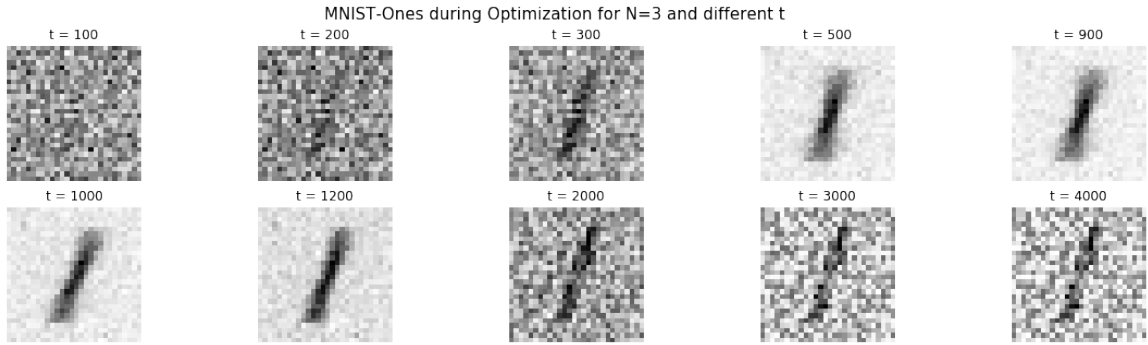 MNIST-Ones during Optimization for N=3 and different t
t = 100
t = 200
t = 300
t = 500
t = 900
t = 1000
t = 1200
t = 2000
t = 3000
t = 4000